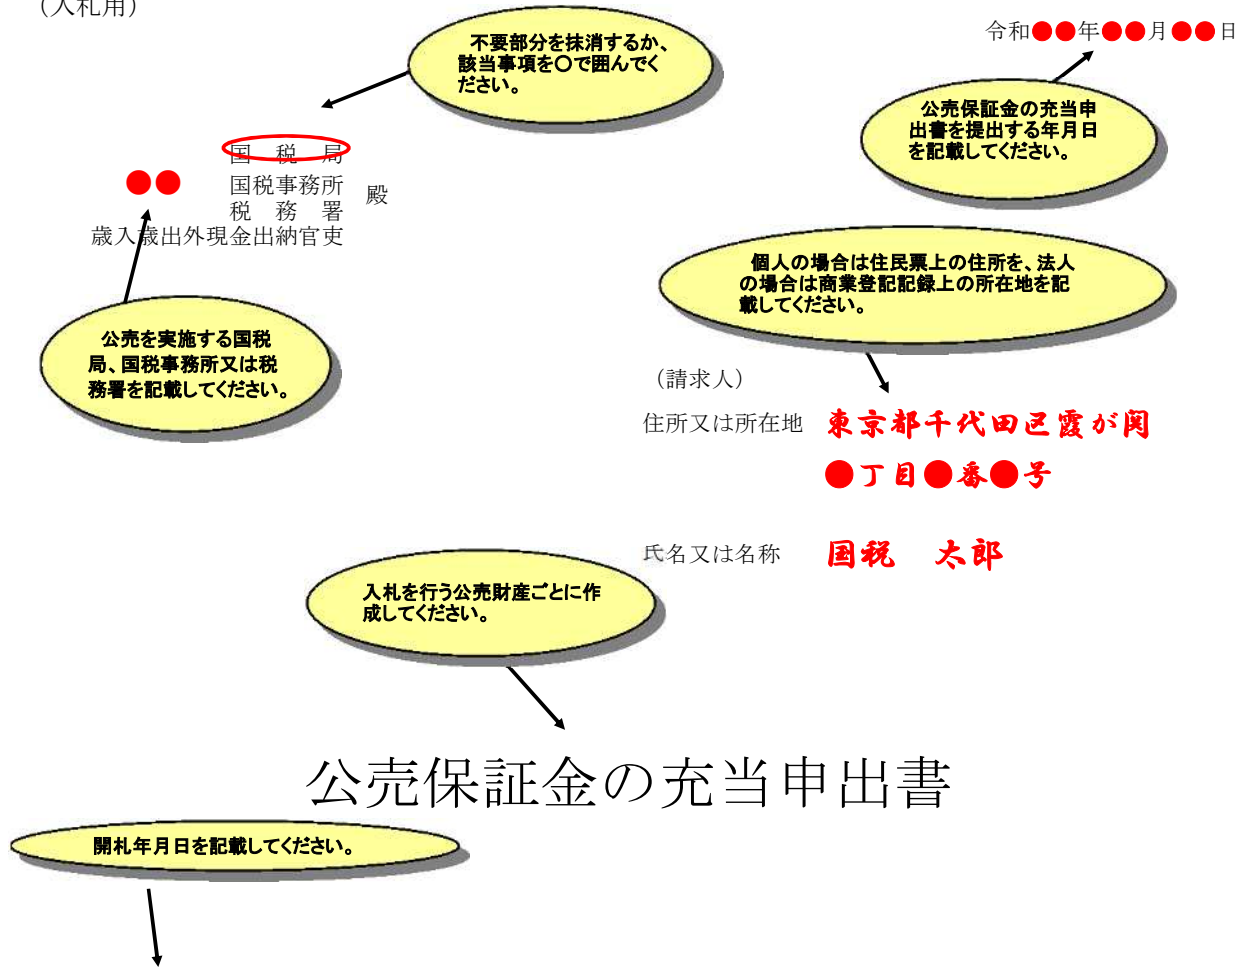 （入札用）
令和●●年●●月●●日
不要部分を抹消するか、
該当事項を〇で囲んでく
ださい。
公売保証金の充当申
出書を提出する年月日
を記載してください。
国　税　局
●●　国税事務所　殿
税　務　署
歳入歳出外現金出納官吏
個人の場合は住民票上の住所を、法人
の場合は商業登記記録上の所在地を記
載してください。
公売を実施する国税
局、国税事務所又は税
務署を記載してください。
（請求人）
住所又は所在地　東京都千代田区霞が関
●丁目●番●号
氏名又は名称　国税　太郎
入札を行う公売財産ごとに作
成してください。
公売保証金の充当申出書
開札年月日を記載してください。